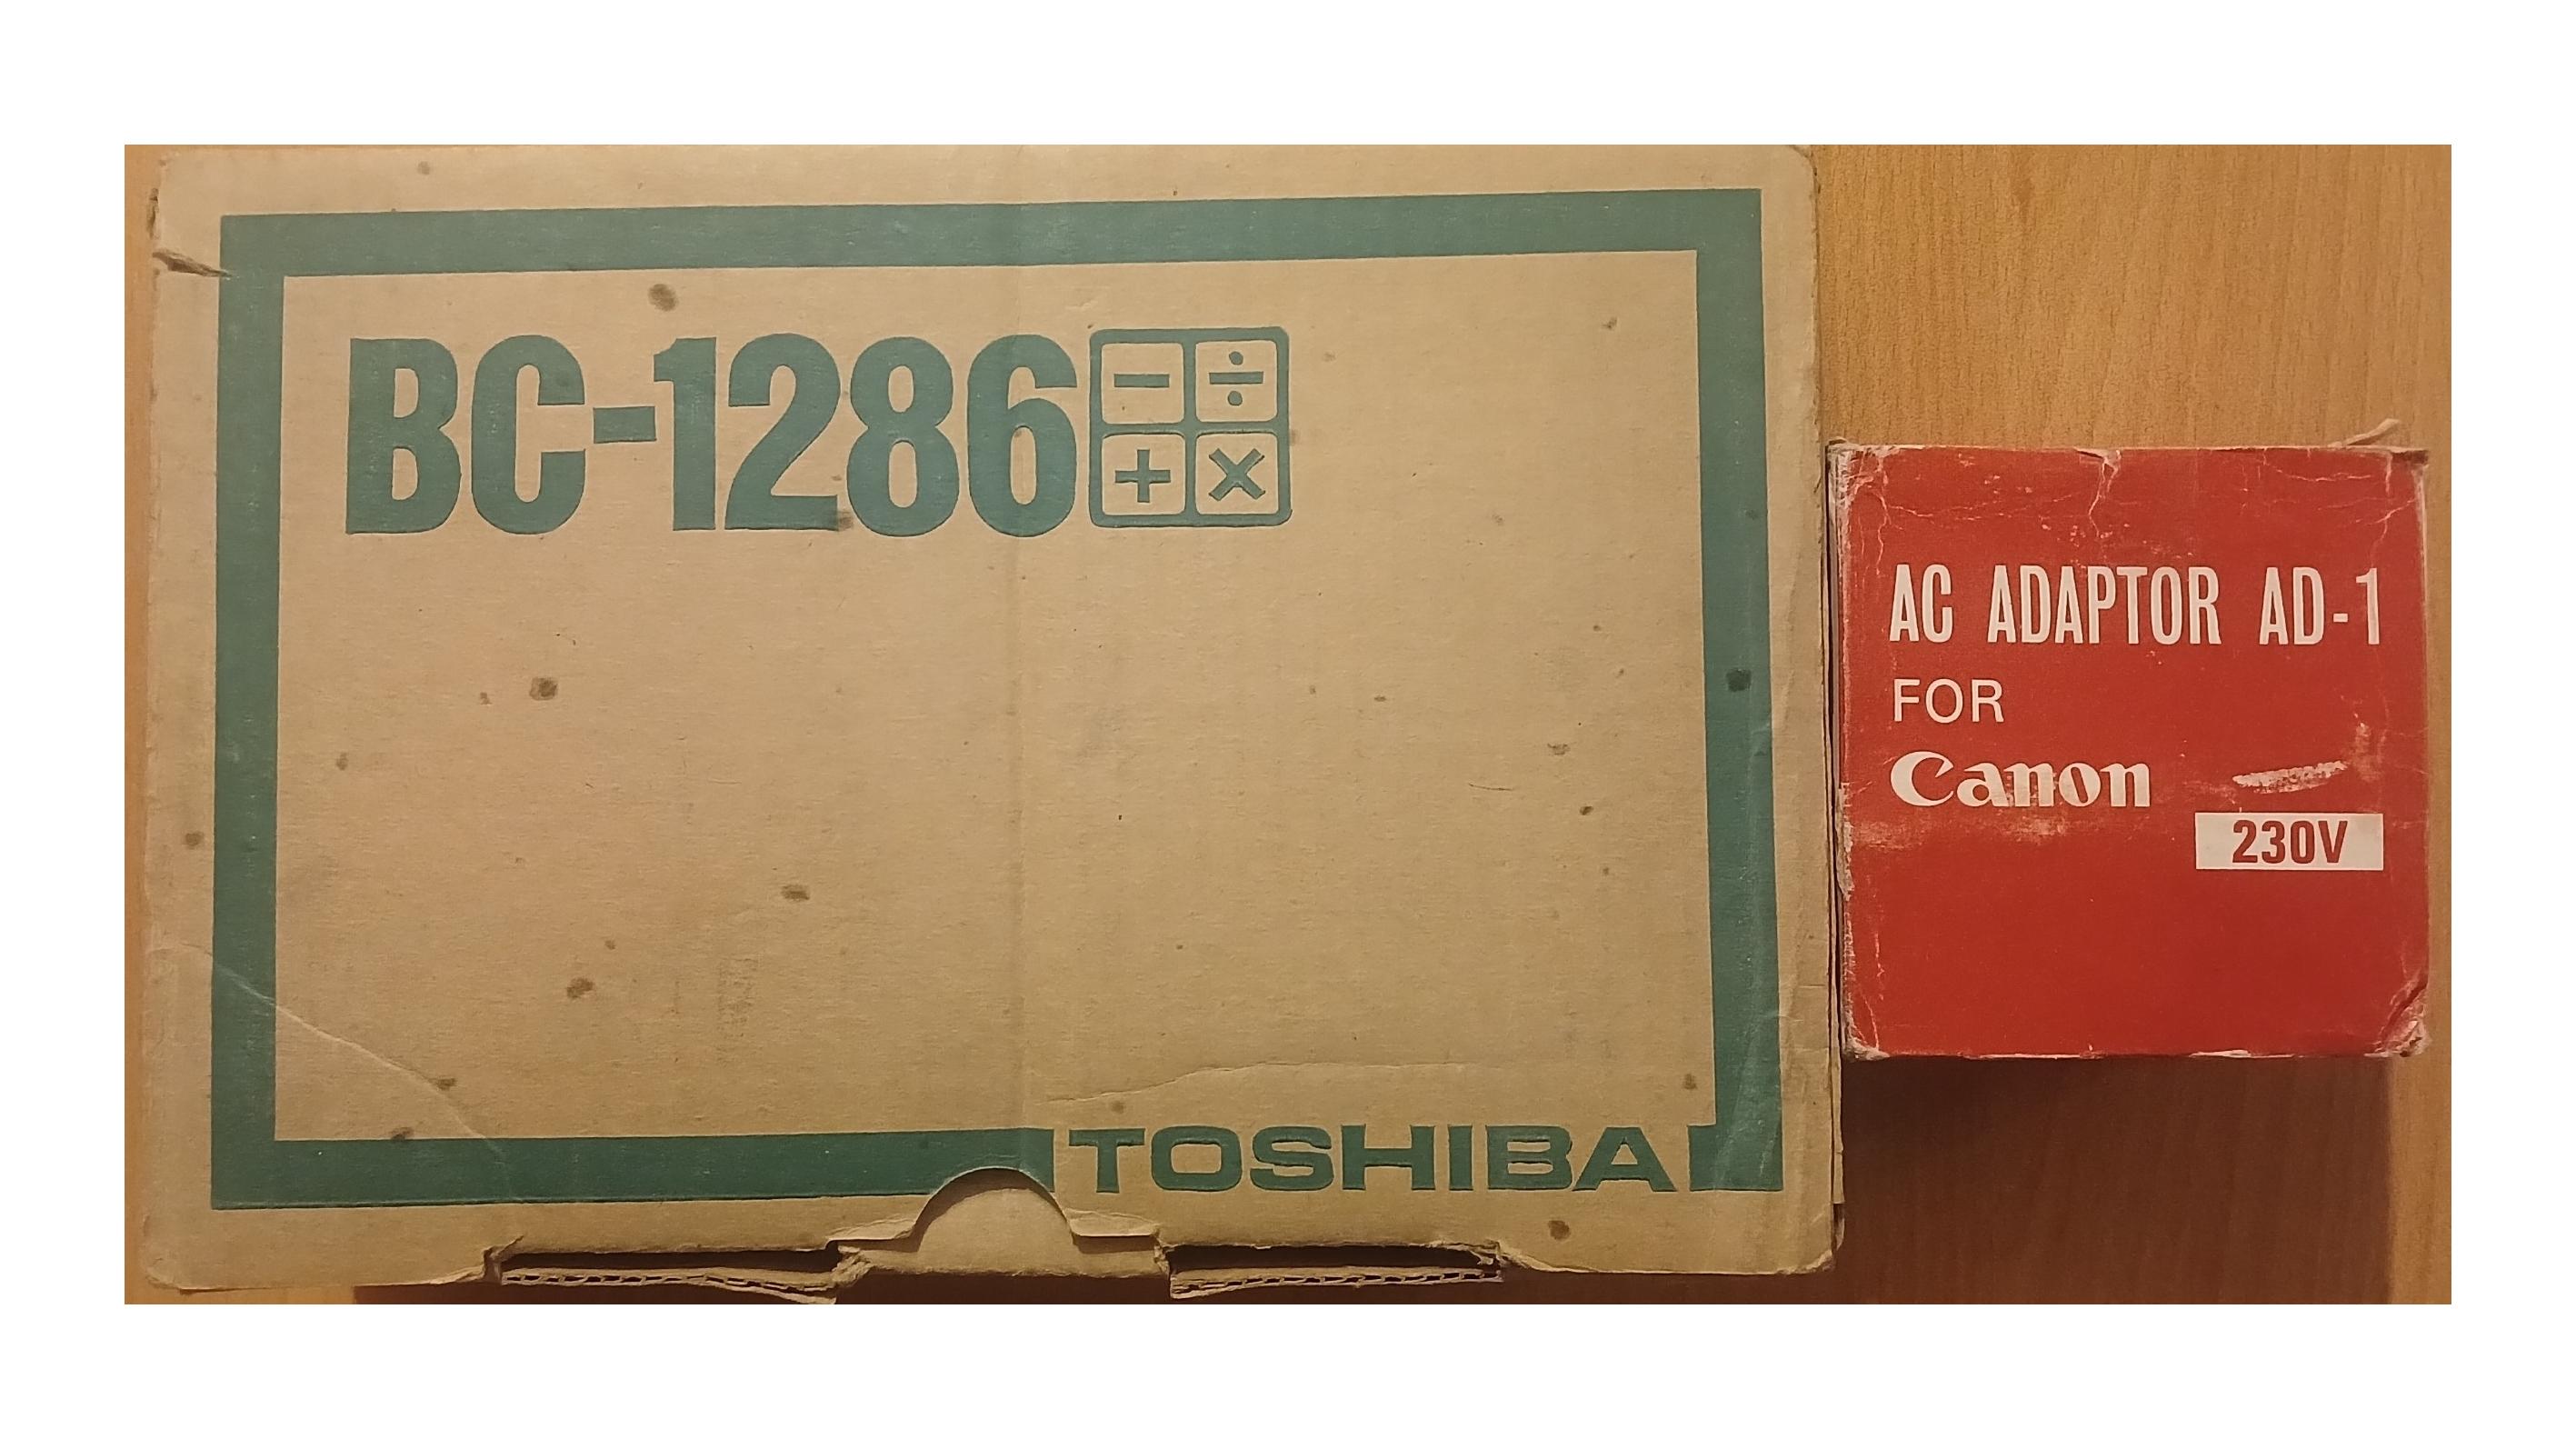 BC-1286
− ÷
+ ×
TOSHIBA
AC ADAPTOR AD-1
FOR
Canon
230V